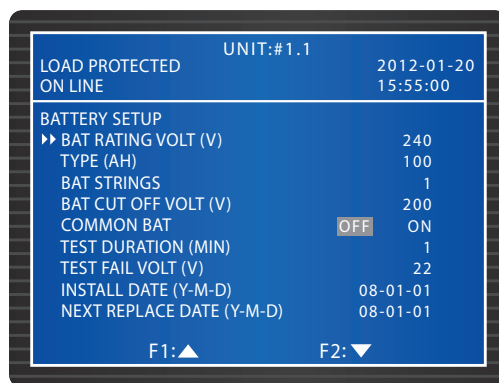 UNIT:#1.1
LOAD PROTECTED 2012-01-20
ON LINE 15:55:00
BATTERY SETUP
BAT RATING VOLT (V) 240
TYPE (AH) 100
BAT STRINGS 1
BAT CUT OFF VOLT (V) 200
COMMON BAT OFF ON
TEST DURATION (MIN) 1
TEST FAIL VOLT (V) 22
INSTALL DATE (Y-M-D) 08-01-01
NEXT REPLACE DATE (Y-M-D) 08-01-01
F1:▲ F2:▼